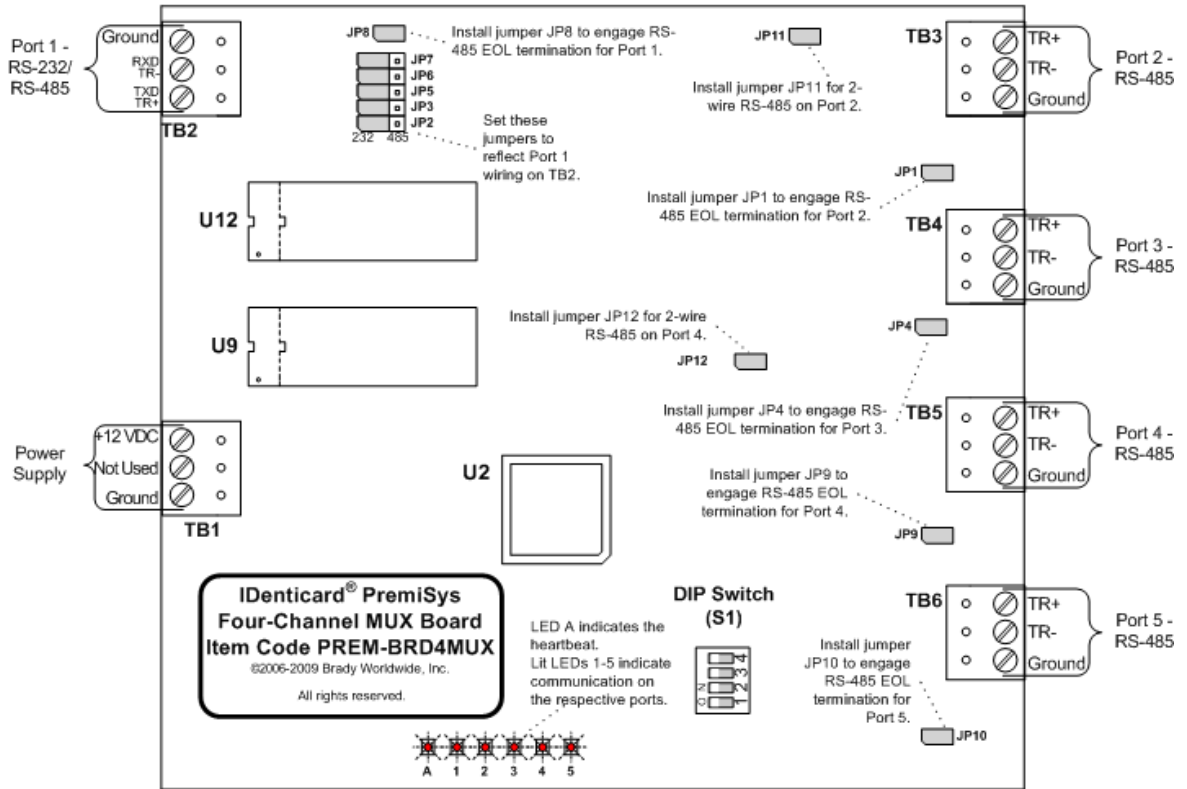 Port 1 -
RS-232/
RS-485
Ground
RXD
TR-
TXD
TR+
TB2
JP8
Install jumper JP8 to engage RS-
485 EOL termination for Port 1.
JP7
JP6
JP5
JP3
JP2
232 485
Set these
jumpers to
reflect Port 1
wiring on TB2.
JP11
Install jumper JP11 for 2-
wire RS-485 on Port 2.
TB3
TR+
TR-
Ground
Port 2 -
RS-485
JP1
Install jumper JP1 to engage RS-
485 EOL termination for Port 2.
U12
TB4
TR+
TR-
Ground
Port 3 -
RS-485
U9
Install jumper JP12 for 2-wire
RS-485 on Port 4.
JP12
JP4
Install jumper JP4 to engage RS-
485 EOL termination for Port 3.
TB5
TR+
TR-
Ground
Port 4 -
RS-485
Power
Supply
+12 VDC
Not Used
Ground
TB1
U2
Install jumper JP9 to
engage RS-485 EOL
termination for Port 4.
JP9
IDenticard® PremiSys
Four-Channel MUX Board
Item Code PREM-BRD4MUX
©2006-2009 Brady Worldwide, Inc.
All rights reserved.
LED A indicates the
heartbeat.
Lit LEDs 1-5 indicate
communication on
the respective ports.
A 1 2 3 4 5
DIP Switch
(S1)
4
3
2
1
ON
Install jumper
JP10 to engage
RS-485 EOL
termination for
Port 5.
JP10
TB6
TR+
TR-
Ground
Port 5 -
RS-485